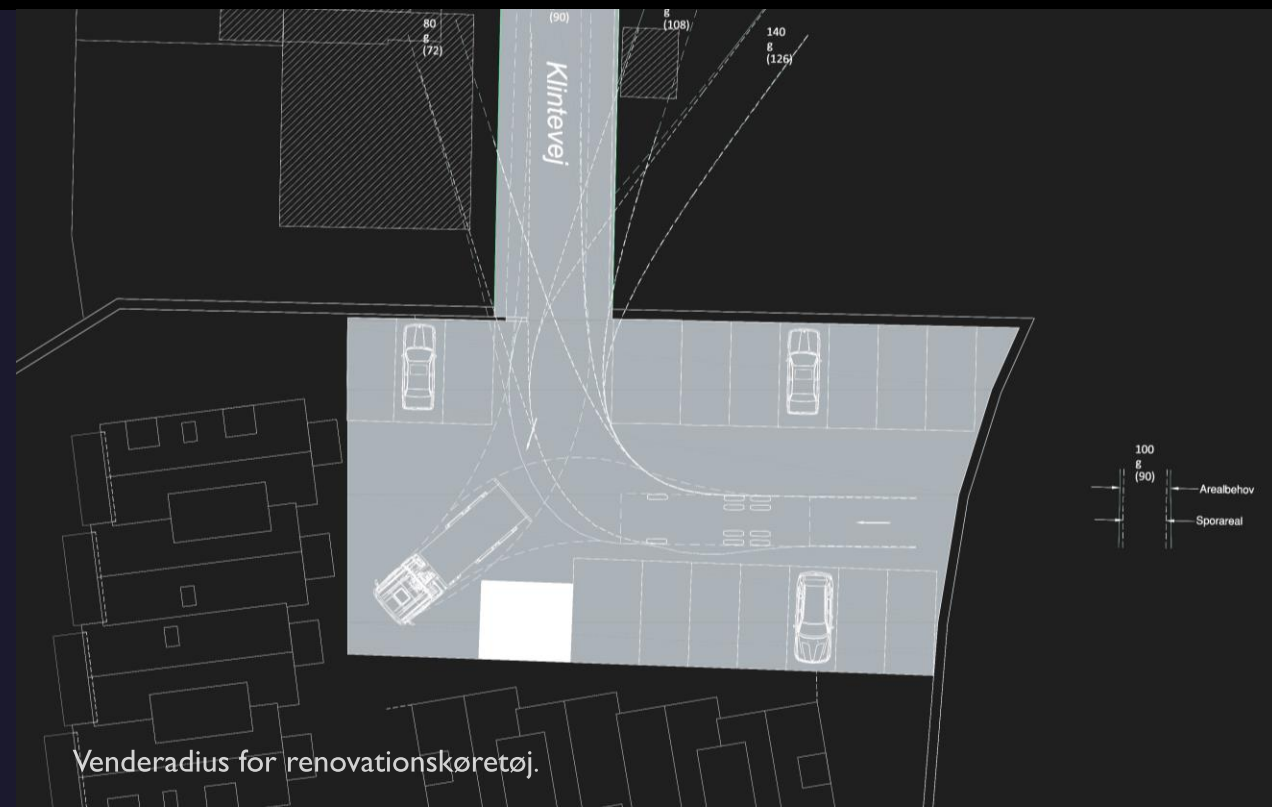 (90)
g
(108)
80
g
(72)
140
g
(126)
Klintevej
100
g
(90)
Arealbehov
Sporareal
Venderadius for renovationskøretøj.